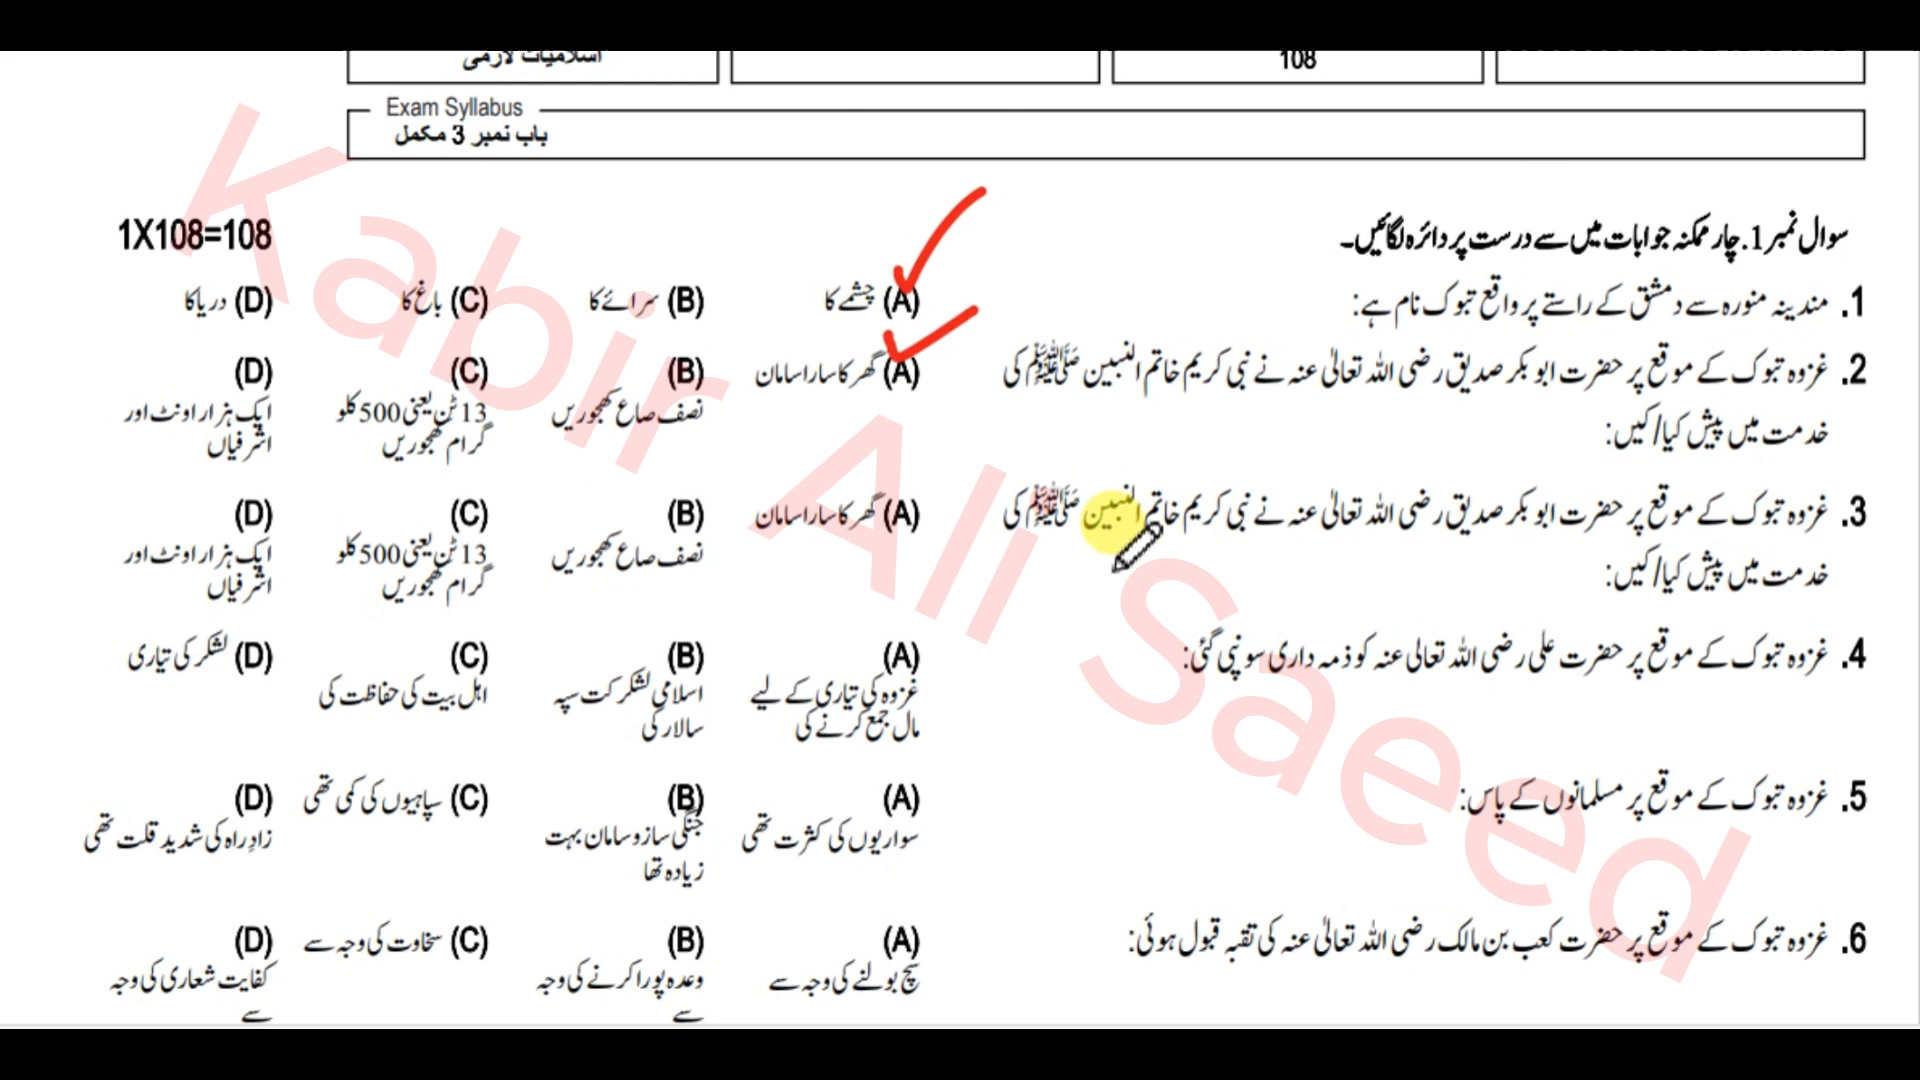 اسلامیات لازمی
108
Exam Syllabus
باب نمبر 3 مکمل
سوال نمبر 1. چار ممکنہ جوابات میں سے درست پر دائرہ لگائیں۔
1X108=108
1. مندینہ منورہ سے دمشق کے راستے پر واقع تبوک نام ہے:
(A) چشمے کا (B) سرائے کا (C) باغ کا (D) دریا کا
2. غزوہ تبوک کے موقع پر حضرت ابو بکر صدیق رضی اللہ تعالیٰ عنہ نے نبی کریم خاتم النبیین ﷺ کی
خدمت میں پیش کیا/کیں:
(A) گھر کا سارا سامان (B) نصف صاع کھجوریں (C) 13 ٹن یعنی 500 کلو گرام کھجوریں (D) ایک ہزار اونٹ اور اشرفیاں
3. غزوہ تبوک کے موقع پر حضرت ابو بکر صدیق رضی اللہ تعالیٰ عنہ نے نبی کریم خاتم النبیین ﷺ کی
خدمت میں پیش کیا/کیں:
(A) گھر کا سارا سامان (B) نصف صاع کھجوریں (C) 13 ٹن یعنی 500 کلو گرام کھجوریں (D) ایک ہزار اونٹ اور اشرفیاں
4. غزوہ تبوک کے موقع پر حضرت علی رضی اللہ تعالی عنہ کو ذمہ داری سونپی گئی:
(A) غزوہ کی تیاری کے لیے مال جمع کرنے کی (B) اسلامی لشکر کت سپہ سالار کی (C) اہل بیت کی حفاظت کی (D) لشکر کی تیاری
5. غزوہ تبوک کے موقع پر مسلمانوں کے پاس:
(A) سواریوں کی کثرت تھی (B) جنگی ساز و سامان بہت زیادہ تھا (C) سپاہیوں کی کمی تھی (D) زادِ راہ کی شدید قلت تھی
6. غزوہ تبوک کے موقع پر حضرت کعب بن مالک رضی اللہ تعالیٰ عنہ کی تقبہ قبول ہوئی:
(A) سچ بولنے کی وجہ سے (B) وعدہ پورا کرنے کی وجہ سے (C) سخاوت کی وجہ سے (D) کفایت شعاری کی وجہ سے
Kabir Ali Saeed